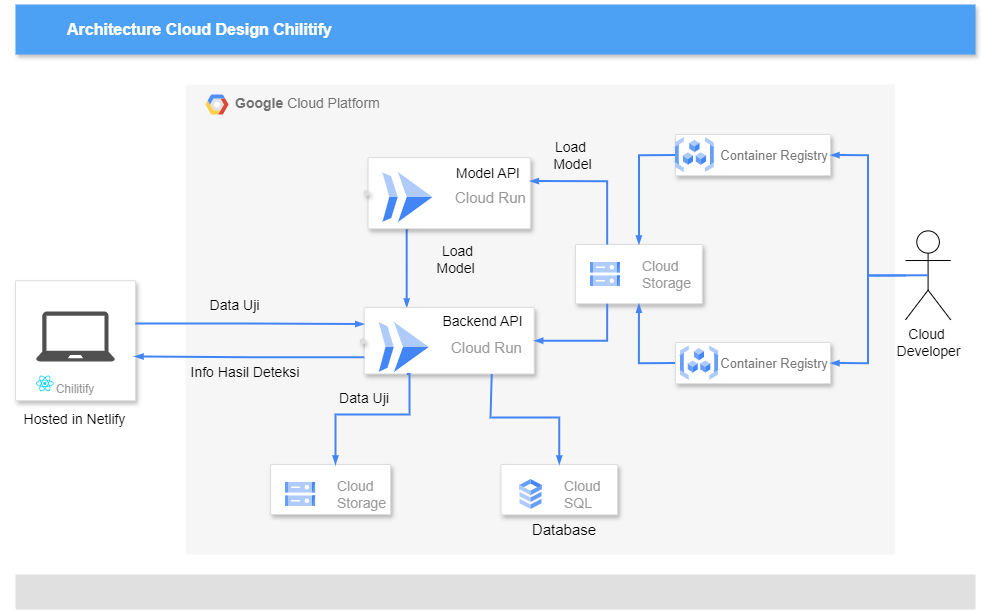 Architecture Cloud Design Chilitify
Google Cloud Platform
Load
Model
Container Registry
Model API
Cloud Run
Load
Model
Cloud
Storage
Data Uji
Backend API
Cloud Run
Container Registry
Cloud
Developer
Info Hasil Deteksi
Chilitify
Hosted in Netlify
Data Uji
Cloud
Storage
Cloud
SQL
Database